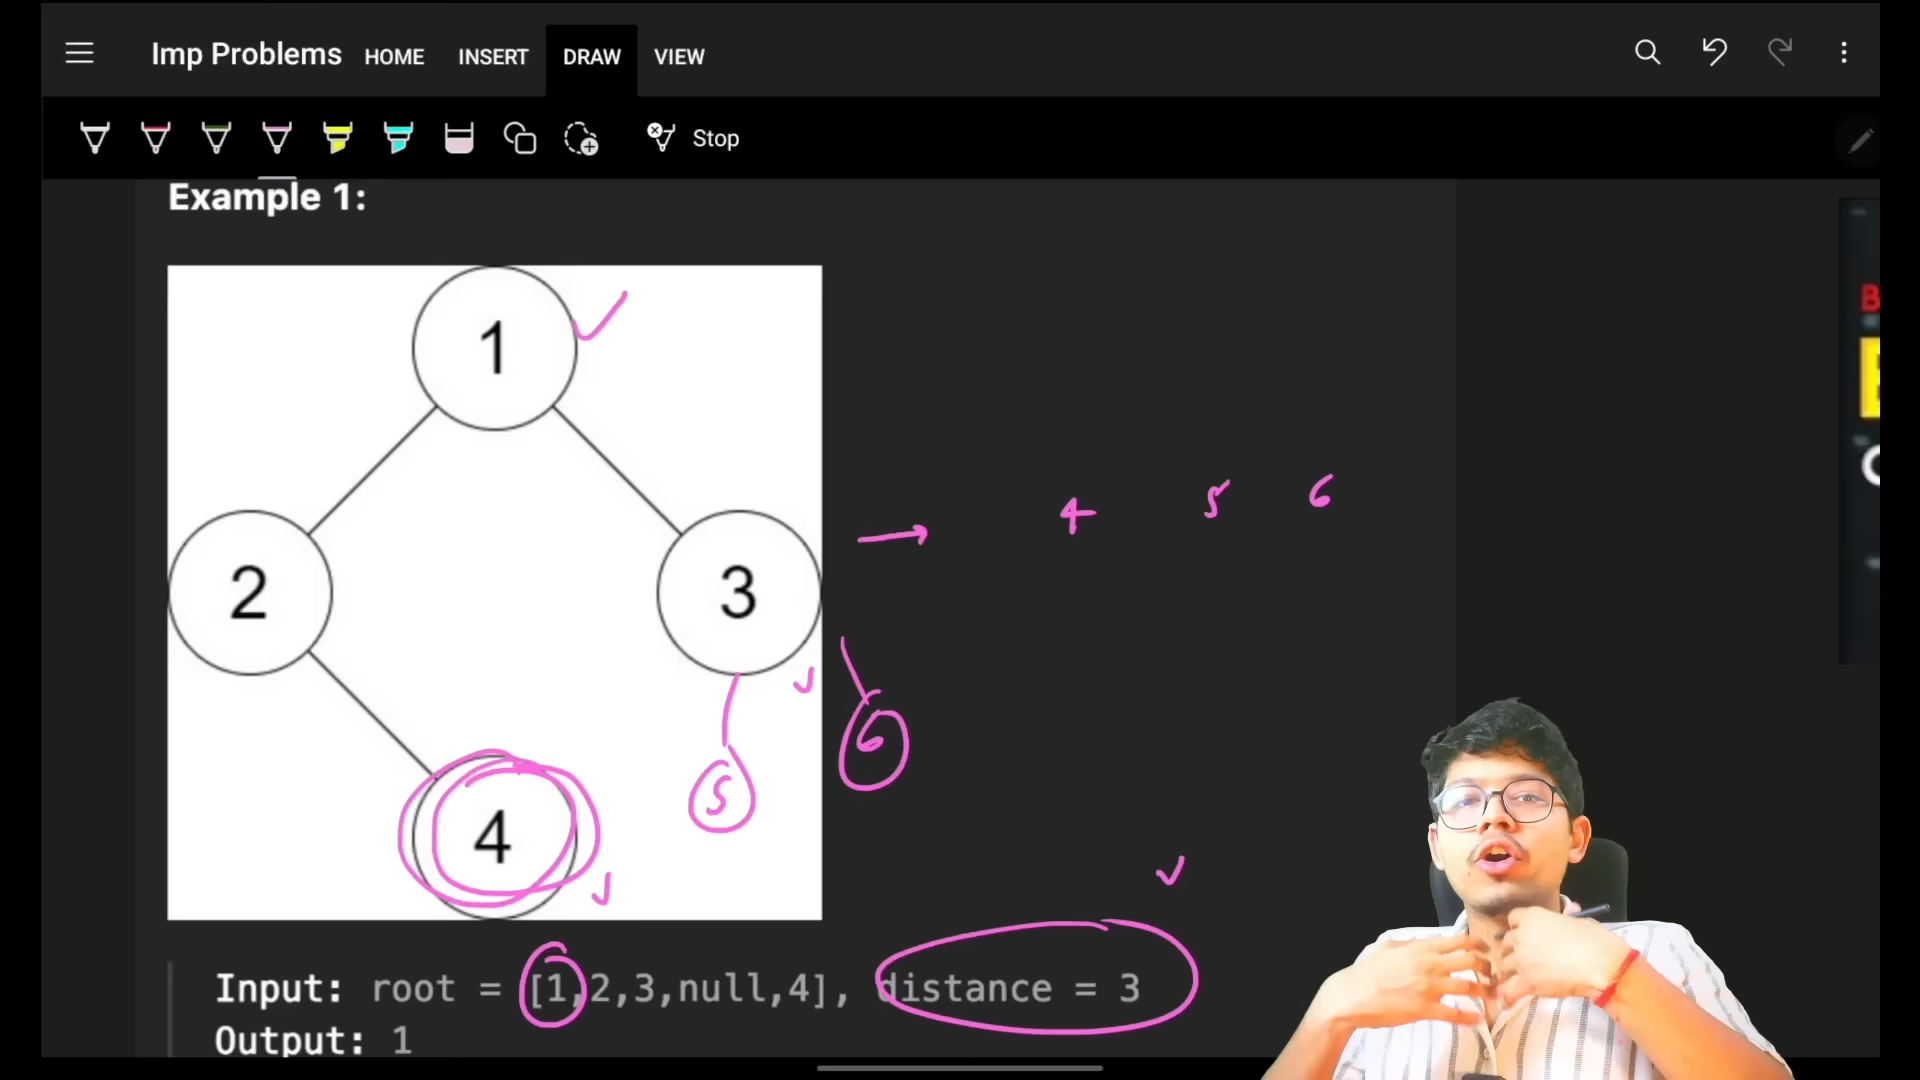 Imp Problems HOME INSERT DRAW VIEW
Stop
Example 1:
1
2 3
4 5 6
6
5
4
Input: root = [1,2,3,null,4], distance = 3
Output: 1